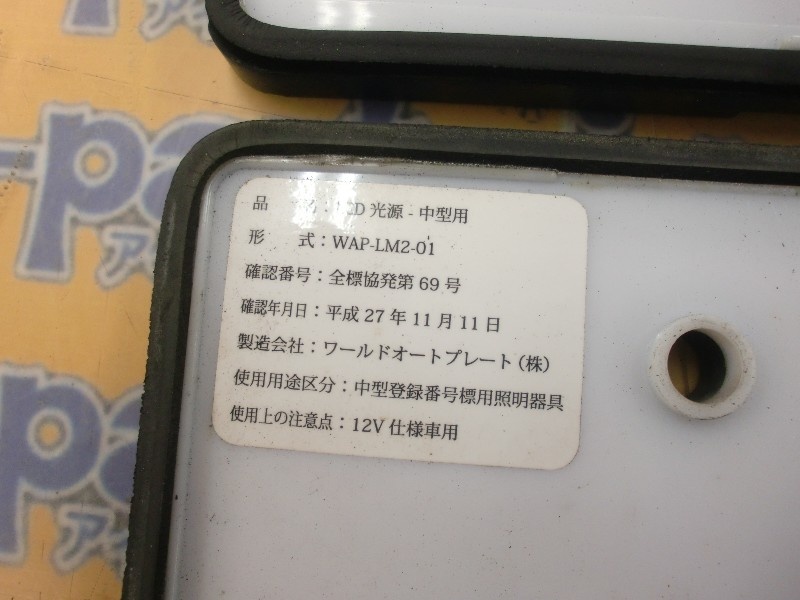 品 名：LED 光源 - 中型用
形 式：WAP-LM2-01
確認番号：全標協発第 69 号
確認年月日：平成 27 年 11 月 11 日
製造会社：ワールドオートプレート（株）
使用用途区分：中型登録番号標用照明器具
使用上の注意点：12V 仕様車用
pa
ア
pa
ア